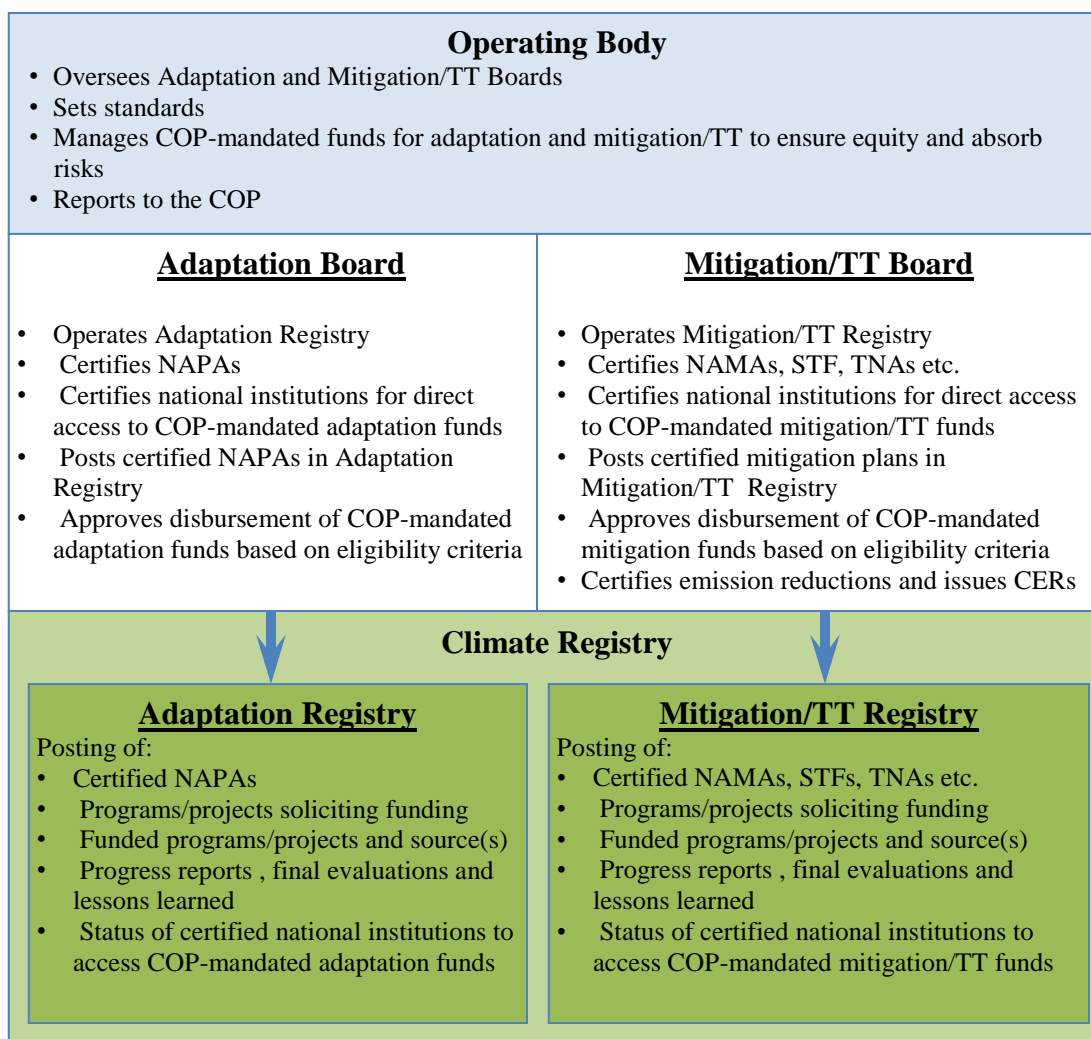 Operating Body
• Oversees Adaptation and Mitigation/TT Boards
• Sets standards
• Manages COP-mandated funds for adaptation and mitigation/TT to ensure equity and absorb
risks
• Reports to the COP
Adaptation Board
• Operates Adaptation Registry
• Certifies NAPAs
• Certifies national institutions for direct
access to COP-mandated adaptation funds
• Posts certified NAPAs in Adaptation
Registry
• Approves disbursement of COP-mandated
adaptation funds based on eligibility criteria
Mitigation/TT Board
• Operates Mitigation/TT Registry
• Certifies NAMAs, STF, TNAs etc.
• Certifies national institutions for direct access
to COP-mandated mitigation/TT funds
• Posts certified mitigation plans in
Mitigation/TT Registry
• Approves disbursement of COP-mandated
mitigation funds based on eligibility criteria
• Certifies emission reductions and issues CERs
Climate Registry
Adaptation Registry
Posting of:
• Certified NAPAs
• Programs/projects soliciting funding
• Funded programs/projects and source(s)
• Progress reports , final evaluations and
lessons learned
• Status of certified national institutions to
access COP-mandated adaptation funds
Mitigation/TT Registry
Posting of:
• Certified NAMAs, STFs, TNAs etc.
• Programs/projects soliciting funding
• Funded programs/projects and source(s)
• Progress reports , final evaluations and
lessons learned
• Status of certified national institutions to
access COP-mandated mitigation/TT funds